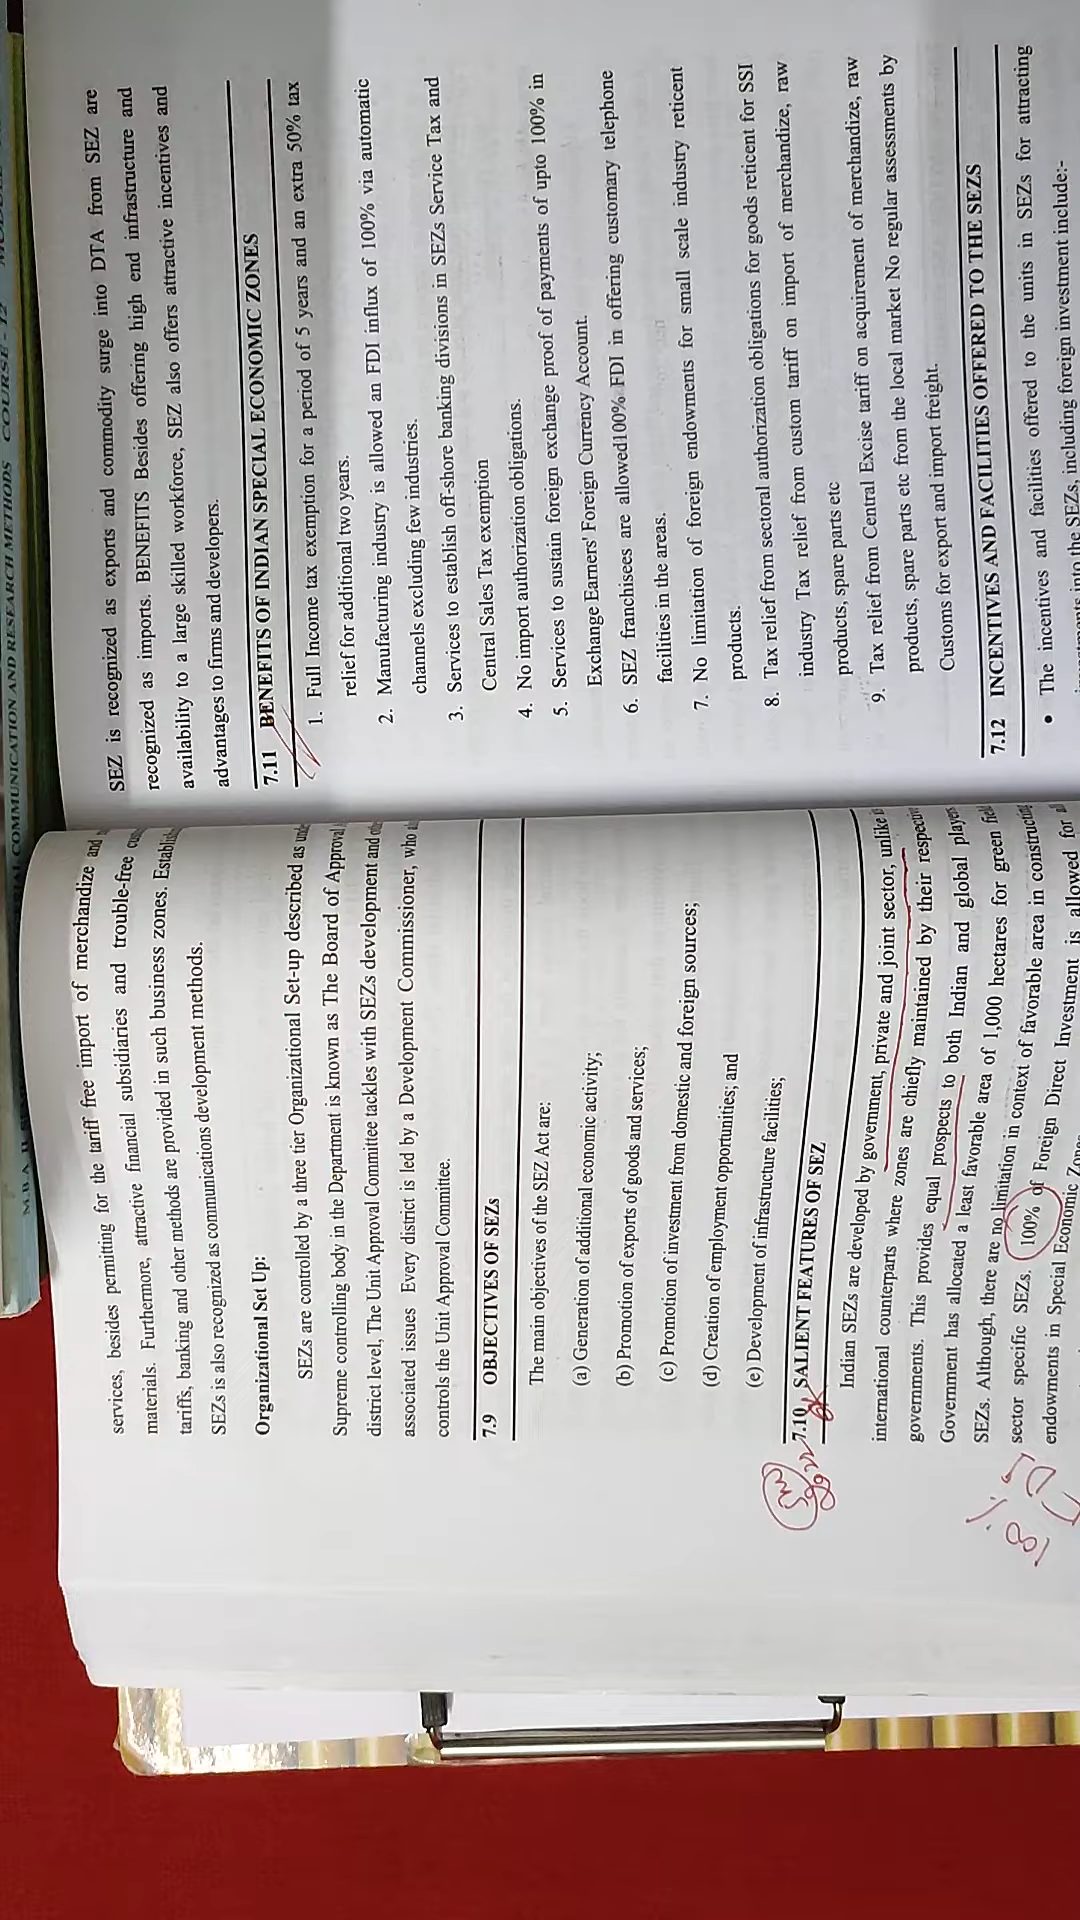 services, besides permitting for the tariff free import of merchandize and
materials. Furthermore, attractive financial subsidiaries and trouble-free
tariffs, banking and other methods are provided in such business zones.
SEZs is also recognized as communications development methods.
Organizational Set Up:
SEZs are controlled by a three tier Organizational Set-up described as
Supreme controlling body in the Department is known as The Board of Approval
district level, The Unit Approval Committee tackles with SEZs development and
associated issues Every district is led by a Development Commissioner, who
controls the Unit Approval Committee.
7.9 OBJECTIVES OF SEZs
The main objectives of the SEZ Act are:
(a) Generation of additional economic activity;
(b) Promotion of exports of goods and services;
(c) Promotion of investment from domestic and foreign sources;
(d) Creation of employment opportunities; and
(e) Development of infrastructure facilities;
7.10 SALIENT FEATURES OF SEZ
Indian SEZs are developed by government, private and joint sector, unlike
international counterparts where zones are chiefly maintained by their
governments. This provides equal prospects to both Indian and global players
Government has allocated a least favorable area of 1,000 hectares for green
SEZs. Although, there are no limitation in context of favorable area in
sector specific SEZs. 100% of Foreign Direct Investment is allowed for
endowments in Special Economic
SEZ is recognized as exports and commodity surge into DTA from SEZ are
recognized as imports. BENEFITS Besides offering high end infrastructure and
availability to a large skilled workforce, SEZ also offers attractive incentives and
advantages to firms and developers.
7.11 BENEFITS OF INDIAN SPECIAL ECONOMIC ZONES
1. Full Income tax exemption for a period of 5 years and an extra 50% tax
relief for additional two years.
2. Manufacturing industry is allowed an FDI influx of 100% via automatic
channels excluding few industries.
3. Services to establish off-shore banking divisions in SEZs Service Tax and
Central Sales Tax exemption
4. No import authorization obligations.
5. Services to sustain foreign exchange proof of payments of upto 100% in
Exchange Earners' Foreign Currency Account.
6. SEZ franchisees are allowed100% FDI in offering customary telephone
facilities in the areas.
7. No limitation of foreign endowments for small scale industry reticent
products.
8. Tax relief from sectoral authorization obligations for goods reticent for SSI
industry Tax relief from custom tariff on import of merchandize, raw
products, spare parts etc
9. Tax relief from Central Excise tariff on acquirement of merchandize, raw
products, spare parts etc from the local market No regular assessments by
Customs for export and import freight.
7.12 INCENTIVES AND FACILITIES OFFERED TO THE SEZS
• The incentives and facilities offered to the units in SEZs for attracting
into the SEZs, including foreign investment include:-
COMMUNICATION AND RESEARCH METHODS COURSE - 12